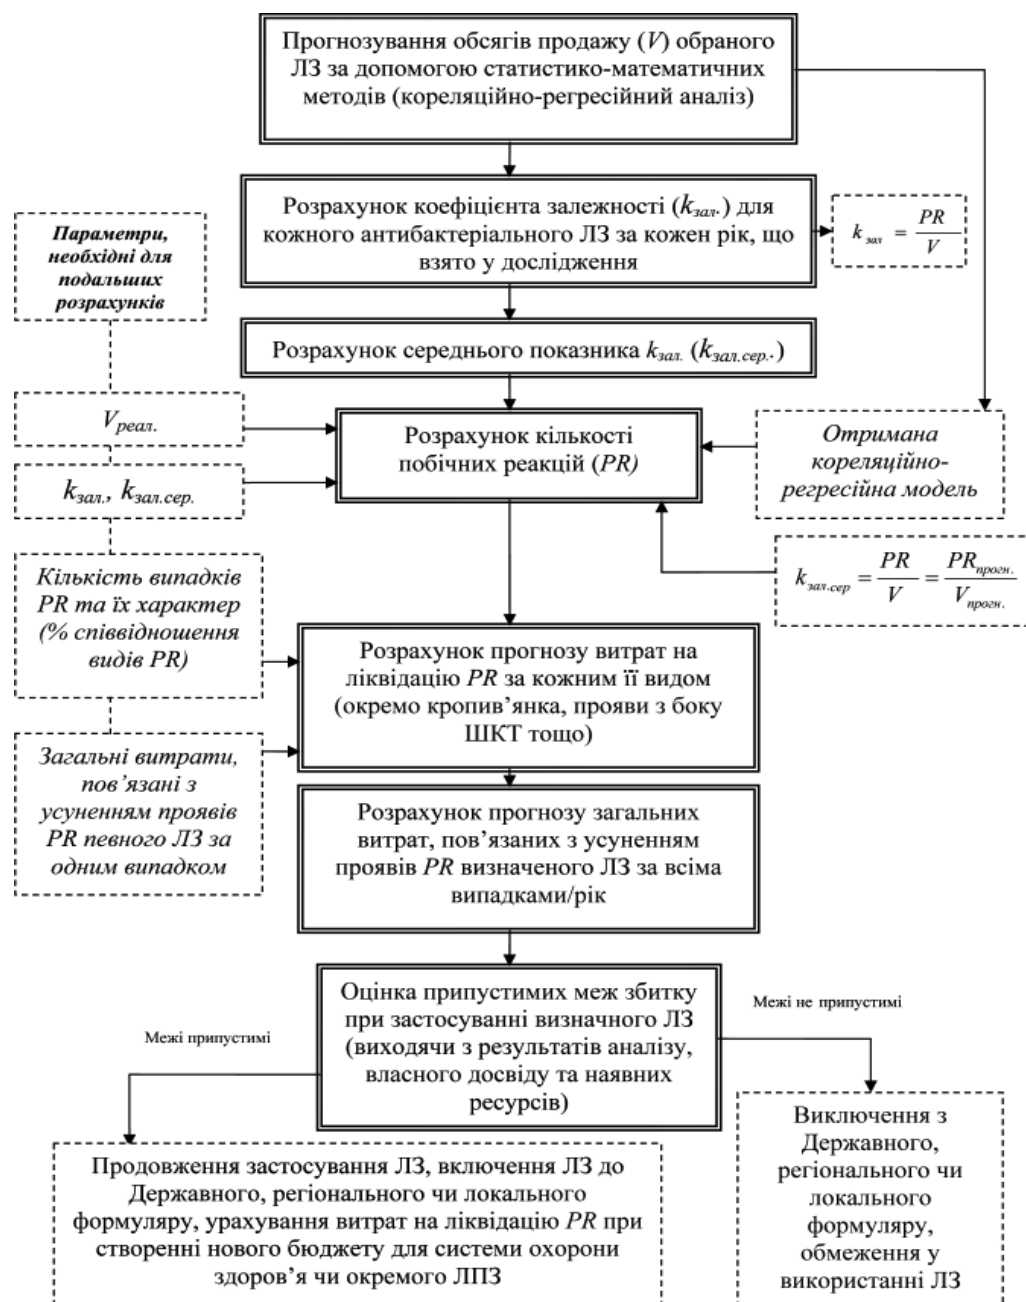 Прогнозування обсягів продажу (V) обраного
ЛЗ за допомогою статистико-математичних
методів (кореляційно-регресійний аналіз)
Розрахунок коефіцієнта залежності (kзал.) для
кожного антибактеріального ЛЗ за кожен рік, що
взято у дослідження
k зал = PR / V
Параметри,
необхідні для
подальших
розрахунків
Розрахунок середнього показника kзал. (kзал.сер..)
Vреал.
Розрахунок кількості
побічних реакцій (PR)
Отримана
кореляційно-
регресійна модель
kзал., kзал.сер.
k зал.сер = PR / V = PRпрогн. / Vпрогн.
Кількість випадків
PR та їх характер
(% співвідношення
видів PR)
Розрахунок прогнозу витрат на
ліквідацію PR за кожним її видом
(окремо кропив'янка, прояви з боку
ШКТ тощо)
Загальні витрати,
пов'язані з
усуненням проявів
PR певного ЛЗ за
одним випадком
Розрахунок прогнозу загальних
витрат, пов'язаних з усуненням
проявів PR визначеного ЛЗ за всіма
випадками/рік
Оцінка припустимих меж збитку
при застосуванні визначного ЛЗ
(виходячи з результатів аналізу,
власного досвіду та наявних
ресурсів)
Межі припустимі
Межі не припустимі
Продовження застосування ЛЗ, включення ЛЗ до
Державного, регіонального чи локального
формуляру, урахування витрат на ліквідацію PR при
створенні нового бюджету для системи охорони
здоров'я чи окремого ЛПЗ
Виключення з
Державного,
регіонального чи
локального
формуляру,
обмеження у
використанні ЛЗ